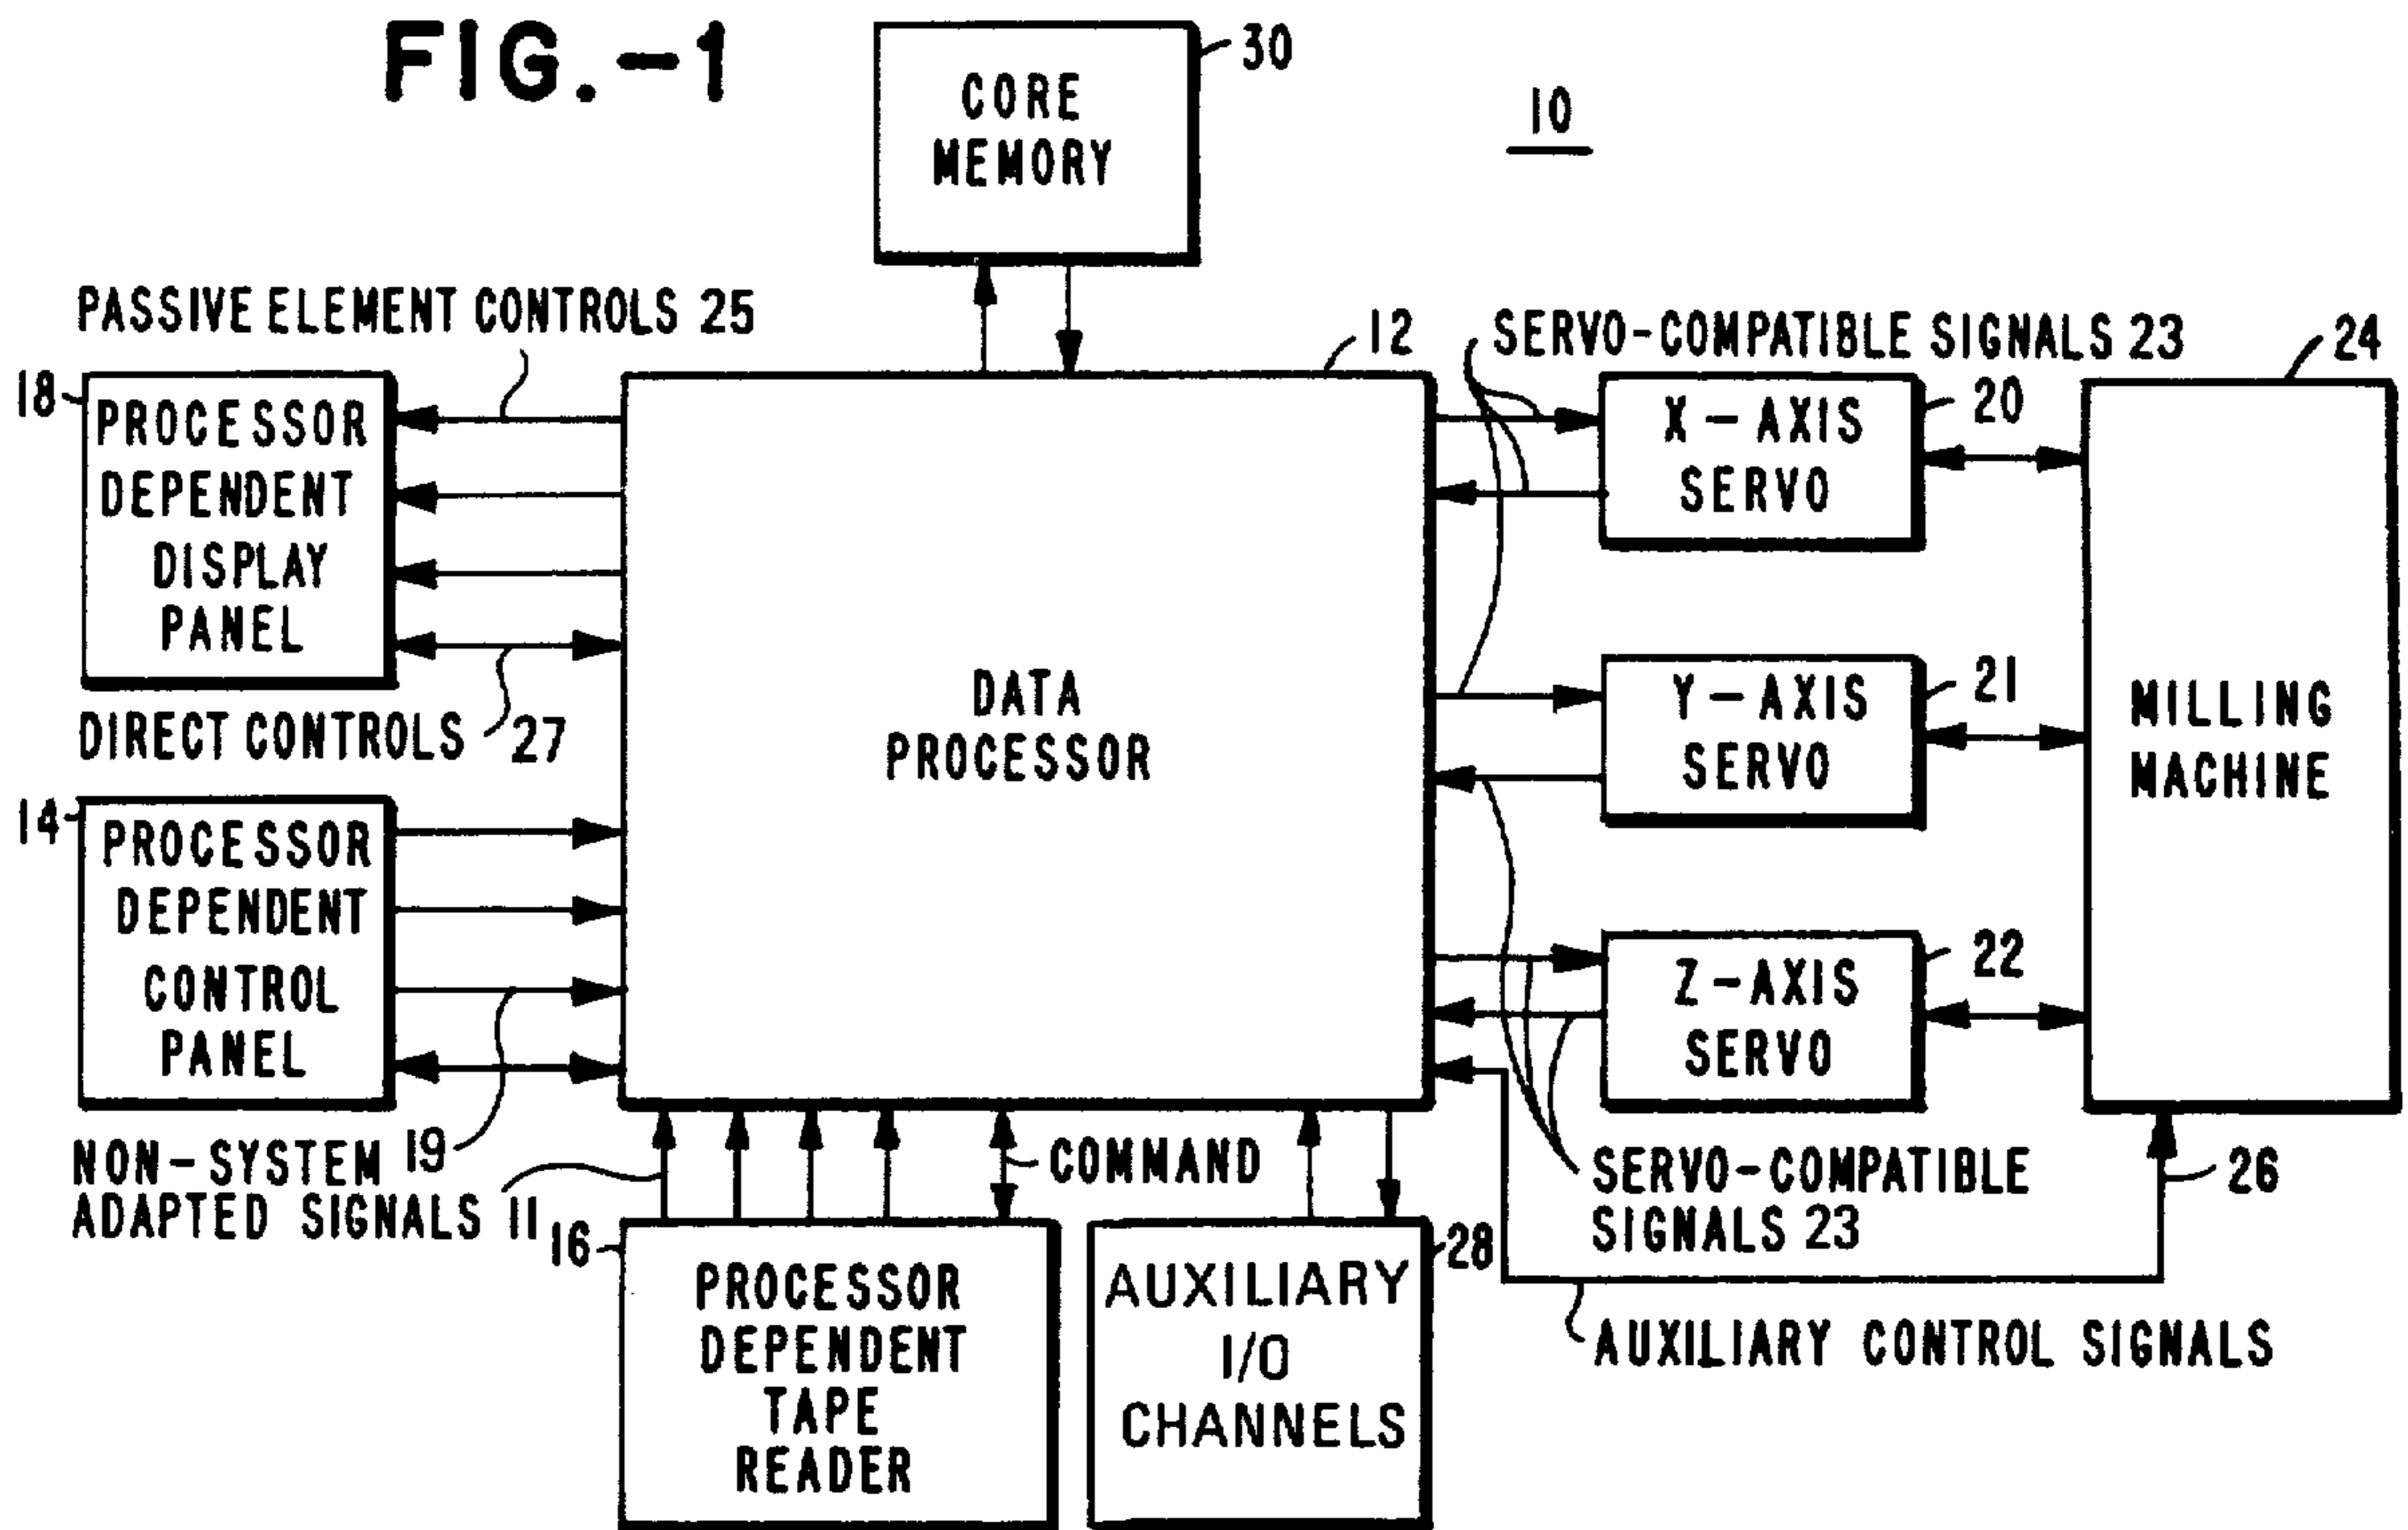 FIG.-1
CORE
MEMORY
30
10
PASSIVE ELEMENT CONTROLS 25
12
SERVO-COMPATIBLE SIGNALS 23
24
18
PROCESSOR
DEPENDENT
DISPLAY
PANEL
X-AXIS
SERVO
20
DIRECT CONTROLS 27
DATA
PROCESSOR
Y-AXIS
SERVO
21
MILLING
MACHINE
14
PROCESSOR
DEPENDENT
CONTROL
PANEL
Z-AXIS
SERVO
22
NON-SYSTEM 19
ADAPTED SIGNALS 11
COMMAND
SERVO-COMPATIBLE
SIGNALS 23
26
16
PROCESSOR
DEPENDENT
TAPE
READER
AUXILIARY
I/O
CHANNELS
28
AUXILIARY CONTROL SIGNALS